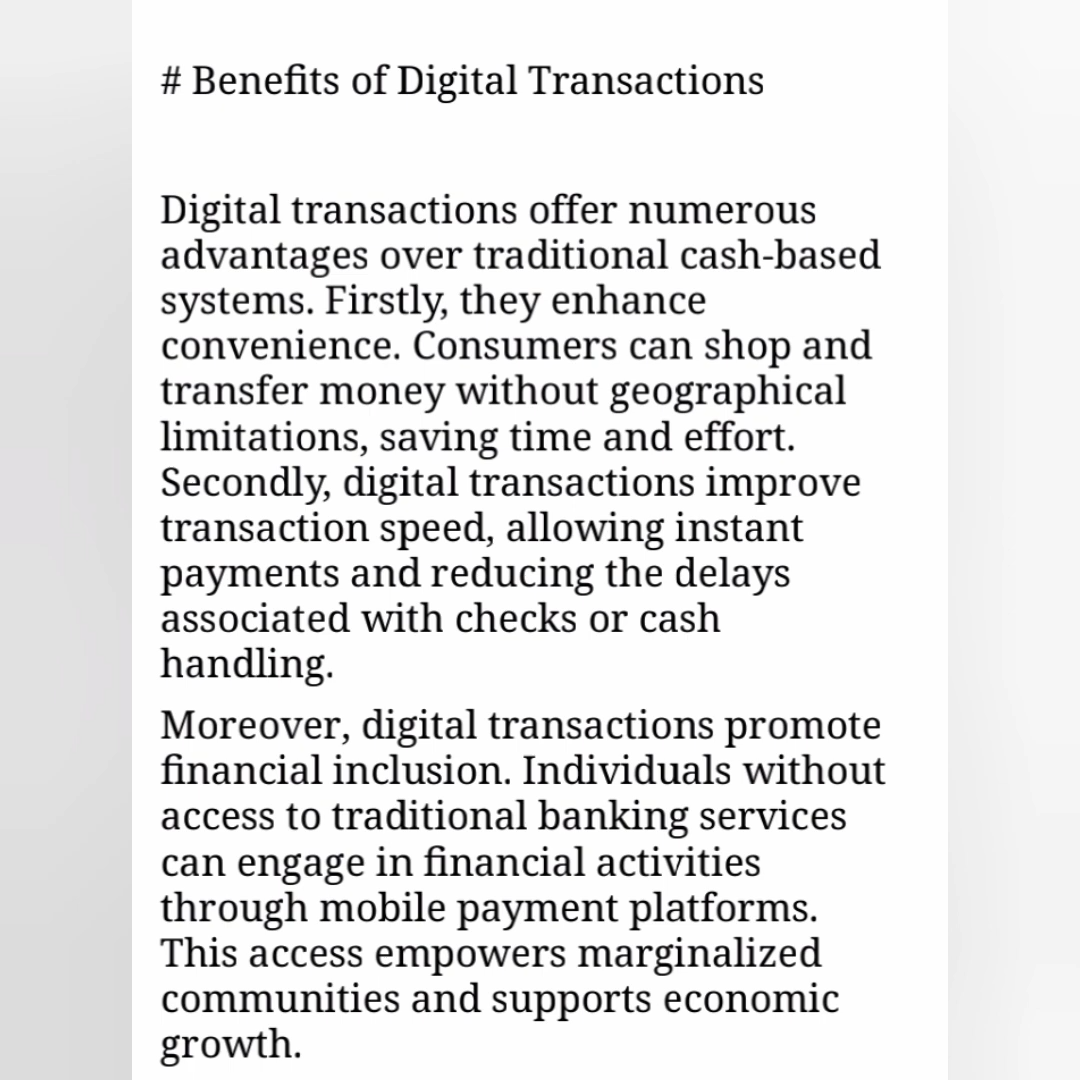 # Benefits of Digital Transactions
Digital transactions offer numerous
advantages over traditional cash-based
systems. Firstly, they enhance
convenience. Consumers can shop and
transfer money without geographical
limitations, saving time and effort.
Secondly, digital transactions improve
transaction speed, allowing instant
payments and reducing the delays
associated with checks or cash
handling.
Moreover, digital transactions promote
financial inclusion. Individuals without
access to traditional banking services
can engage in financial activities
through mobile payment platforms.
This access empowers marginalized
communities and supports economic
growth.